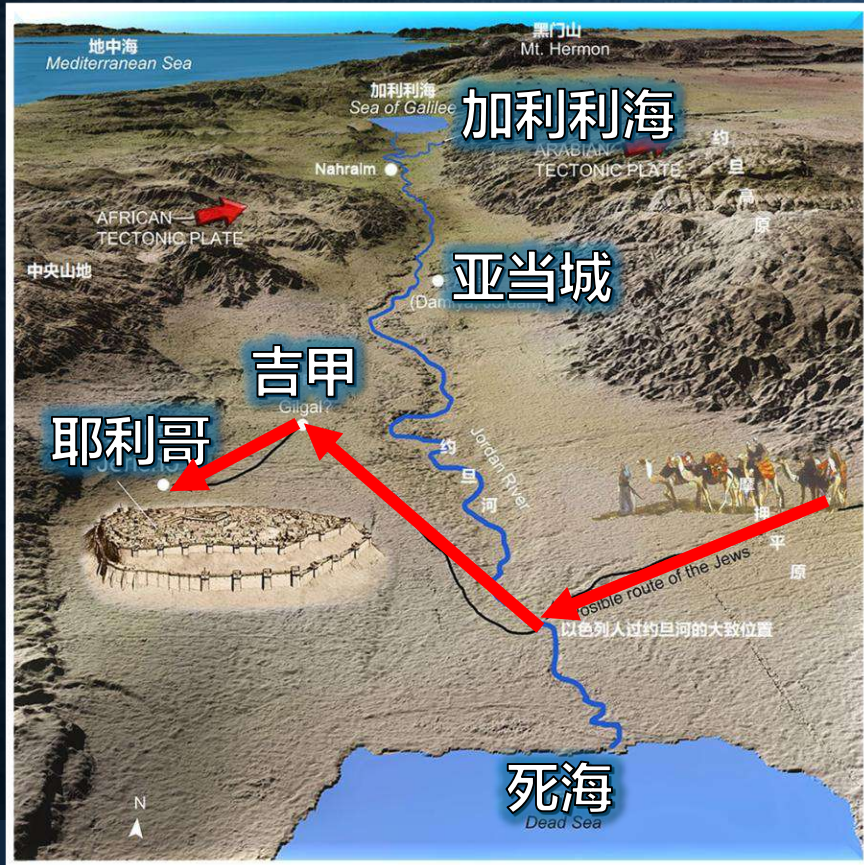 地中海
Mediterranean Sea
黑门山
Mt. Hermon
加利利海
Sea of Galilee
加利利海
ARABIAN
TECTONIC PLATE
约旦高原
Nahraim
AFRICAN
TECTONIC PLATE
中央山地
亚当城
吉甲
Gilgal?
耶利哥
约旦河
Jordan River
摩押平原
route of the Jews
以色列人过约旦河的大致位置
死海
Dead Sea
N